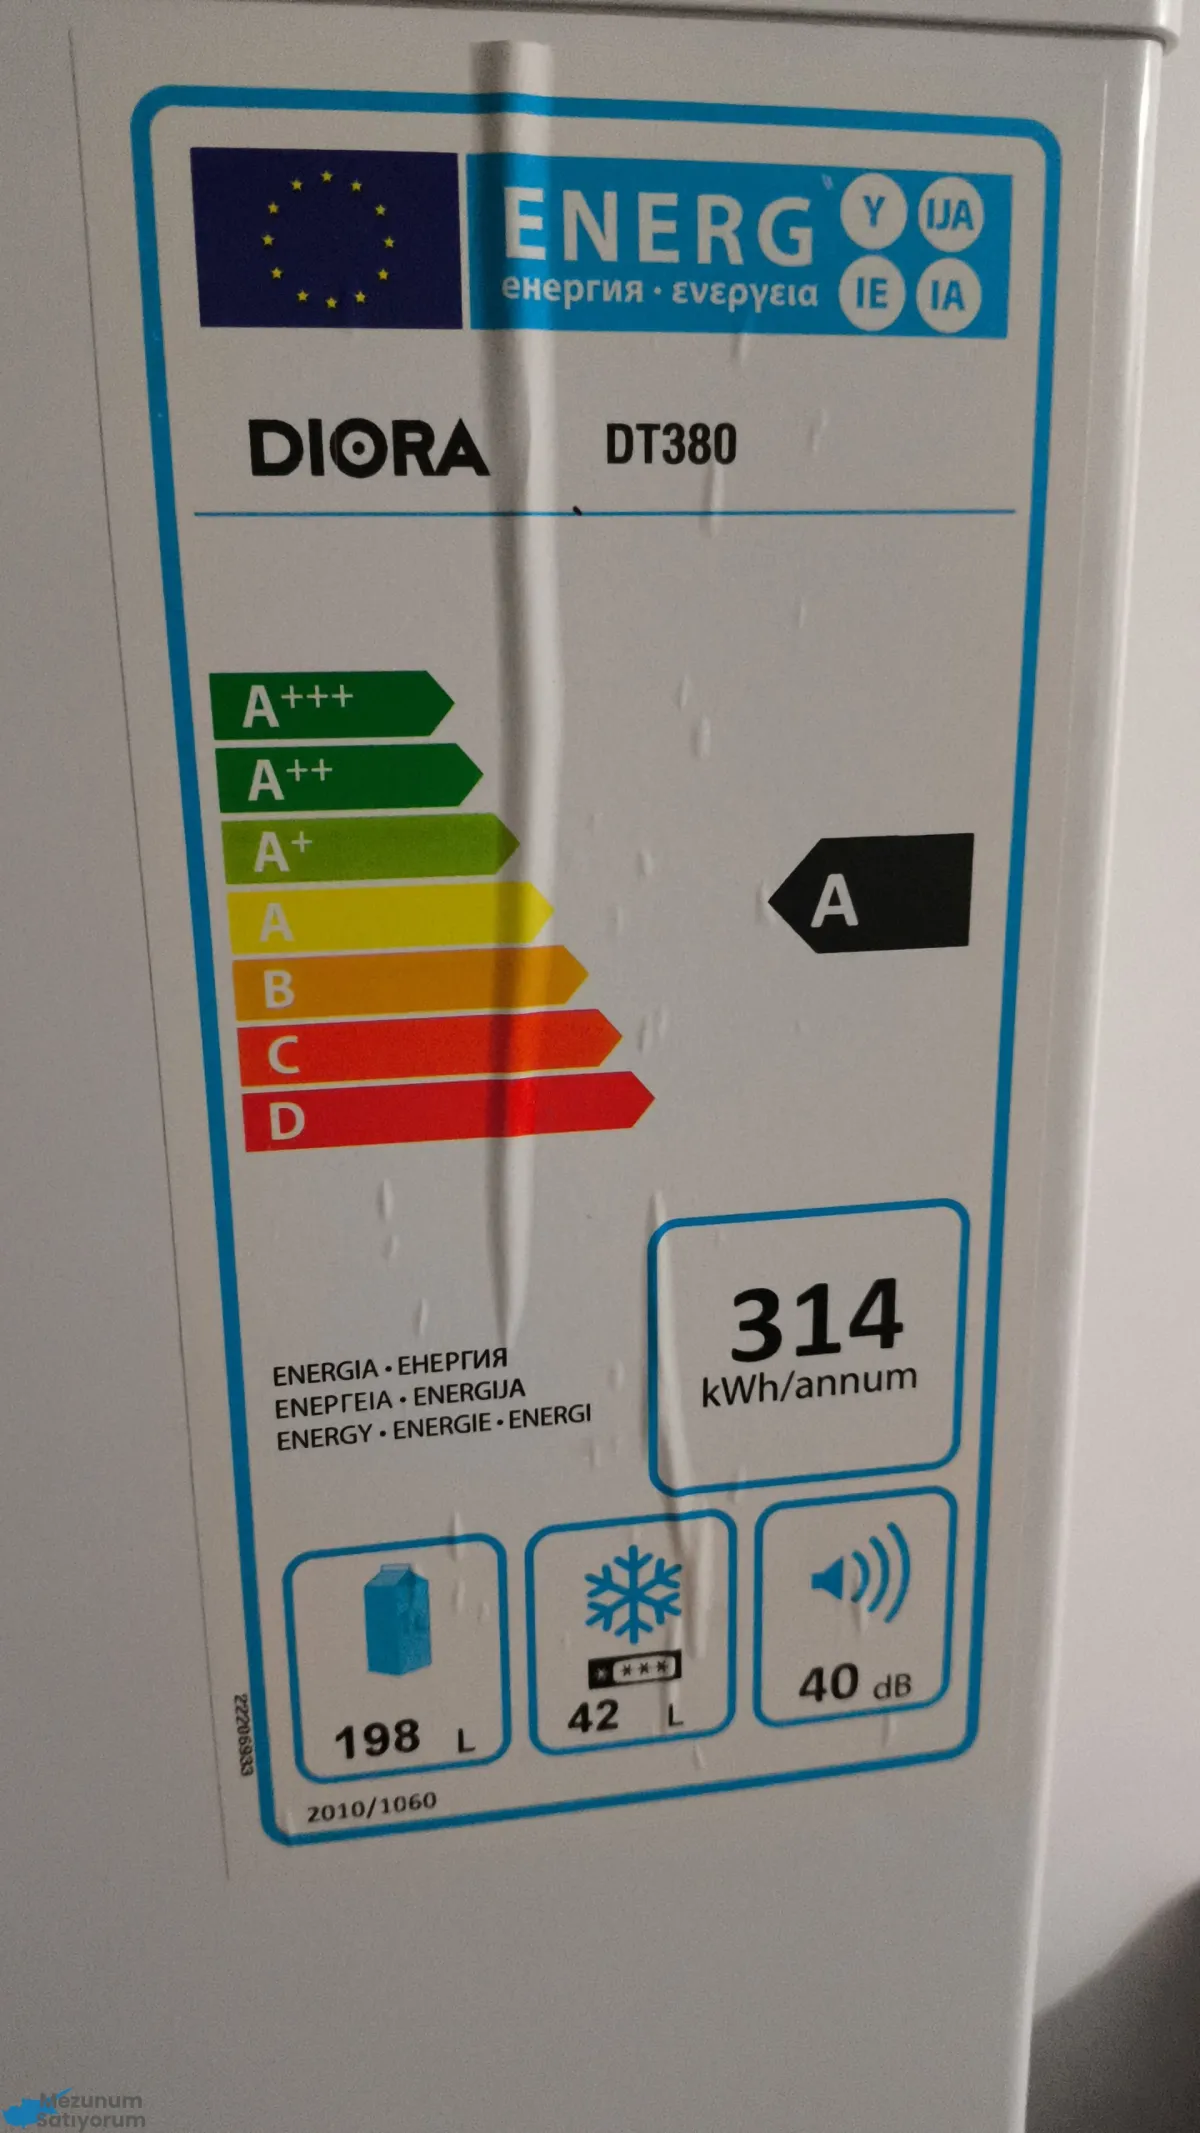 ENERG Y IJA
енергия · ενεργεια IE IA
DIORA DT380
A+++
A++
A+
A A
B
C
D
314
kWh/annum
ENERGIA · ЕНЕРГИЯ
ΕΝΕΡΓΕΙΑ · ENERGIJA
ENERGY · ENERGIE · ENERGI
198 L
42 L
40 dB
22206933
2010/1060
Mezunum
Satıyorum